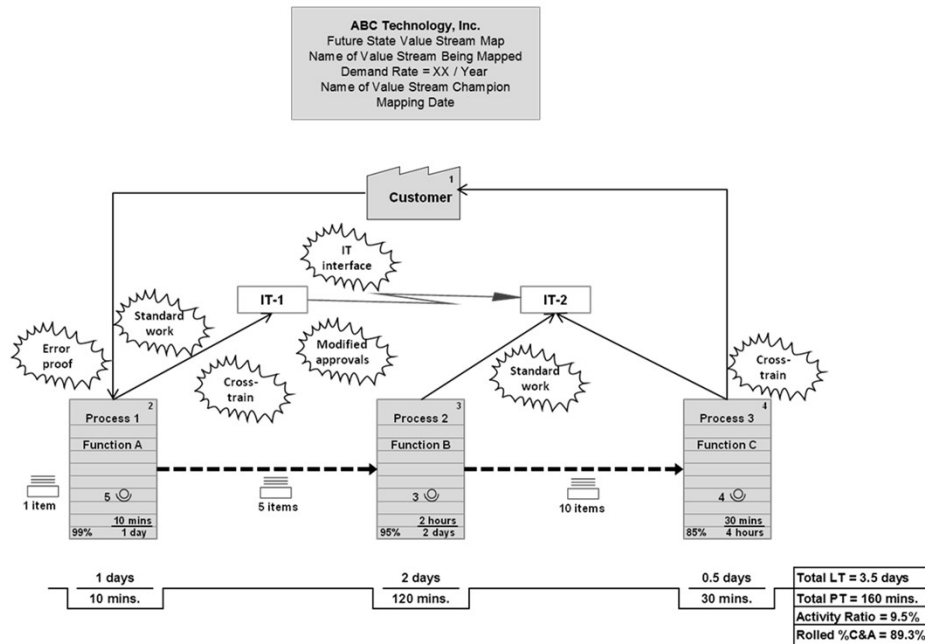 ABC Technology, Inc.
Future State Value Stream Map
Name of Value Stream Being Mapped
Demand Rate = XX / Year
Name of Value Stream Champion
Mapping Date
1
Customer
IT
interface
IT-1
IT-2
Standard
work
Error
proof
Modified
approvals
Cross-
train
Standard
work
Cross-
train
2
Process 1
Function A
5
10 mins
99% 1 day
3
Process 2
Function B
3
2 hours
95% 2 days
4
Process 3
Function C
4
30 mins
85% 4 hours
1 item
5 items
10 items
1 days
10 mins.
2 days
120 mins.
0.5 days
30 mins.
Total LT = 3.5 days
Total PT = 160 mins.
Activity Ratio = 9.5%
Rolled %C&A = 89.3%